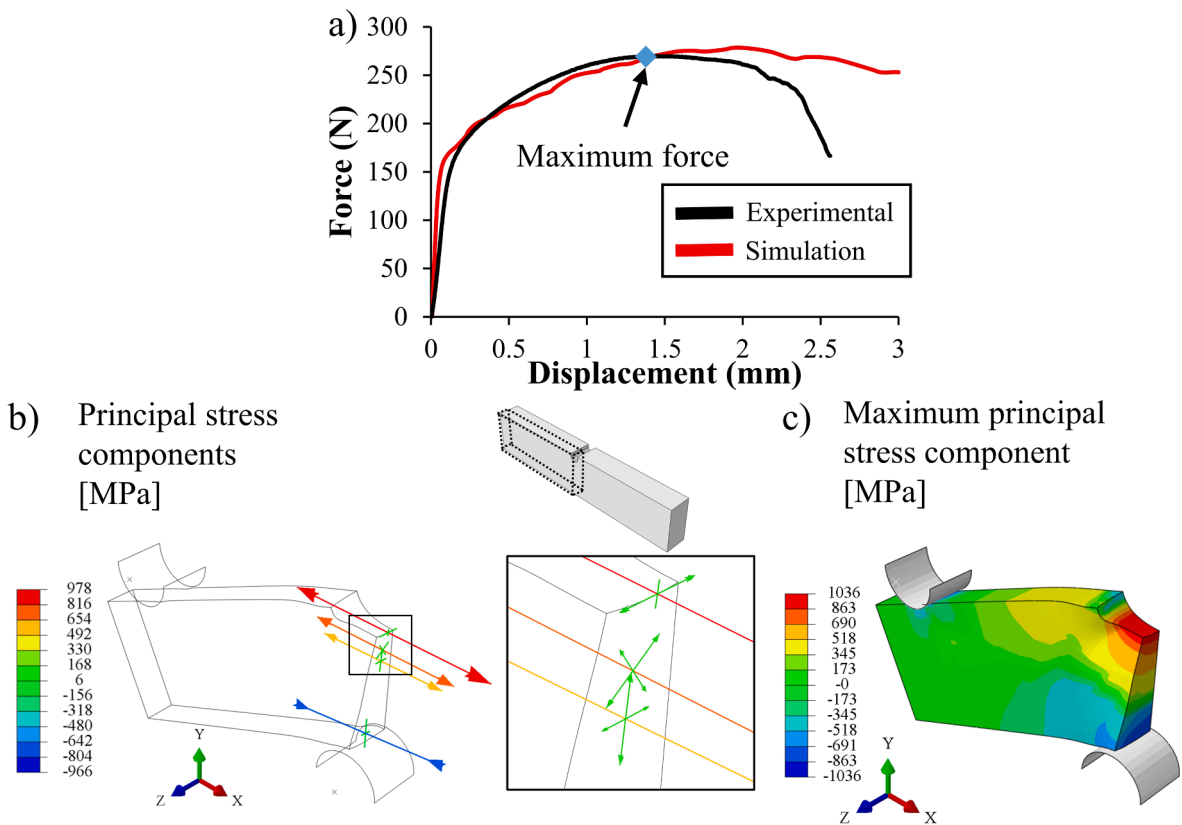 a)
300
250
200
150
100
50
0
Force (N)
Maximum force
Experimental
Simulation
0 0.5 1 1.5 2 2.5 3
Displacement (mm)
b) Principal stress
components
[MPa]
978
816
654
492
330
168
6
-156
-318
-480
-642
-804
-966
Y
Z X
c) Maximum principal
stress component
[MPa]
1036
863
690
518
345
173
-0
-173
-345
-518
-691
-863
-1036
Y
Z X